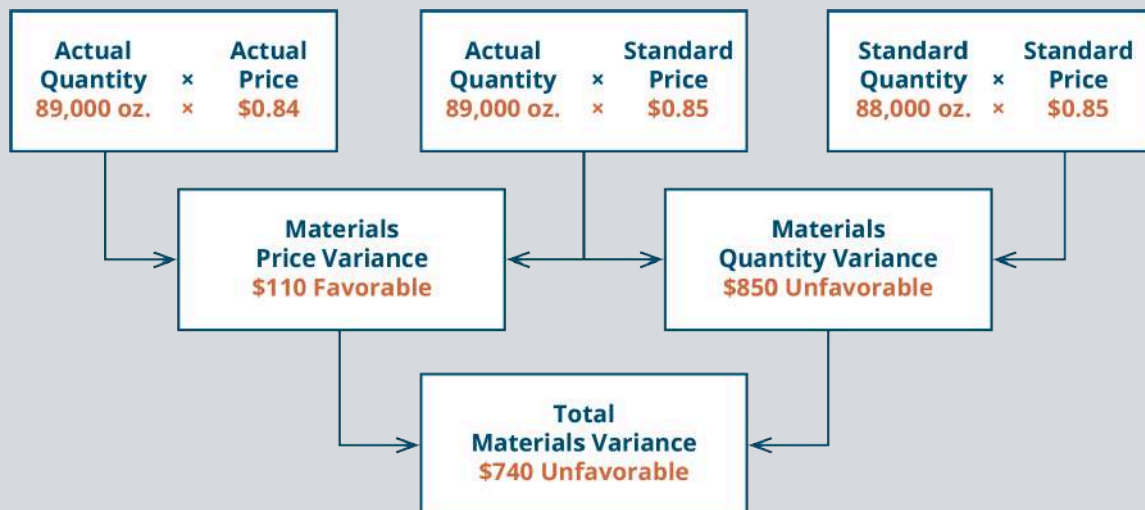 Actual Actual
Quantity × Price
89,000 oz. × $0.84
Actual Standard
Quantity × Price
89,000 oz. × $0.85
Standard Standard
Quantity × Price
88,000 oz. × $0.85
Materials
Price Variance
$110 Favorable
Materials
Quantity Variance
$850 Unfavorable
Total
Materials Variance
$740 Unfavorable